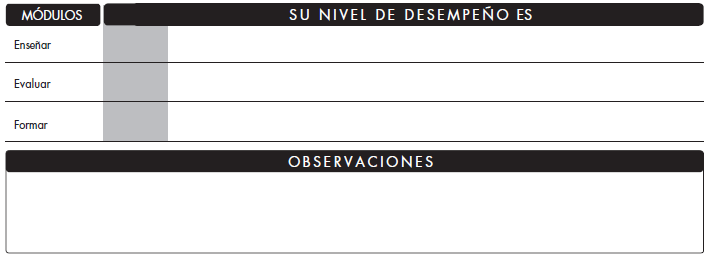 MÓDULOS
SU NIVEL DE DESEMPEÑO ES
Enseñar
Evaluar
Formar
OBSERVACIONES